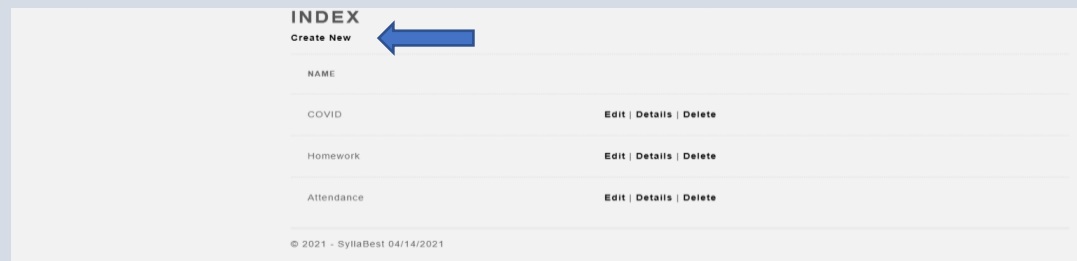 INDEX
Create New
NAME
COVID Edit | Details | Delete
Homework Edit | Details | Delete
Attendance Edit | Details | Delete
© 2021 - SyllaBest 04/14/2021